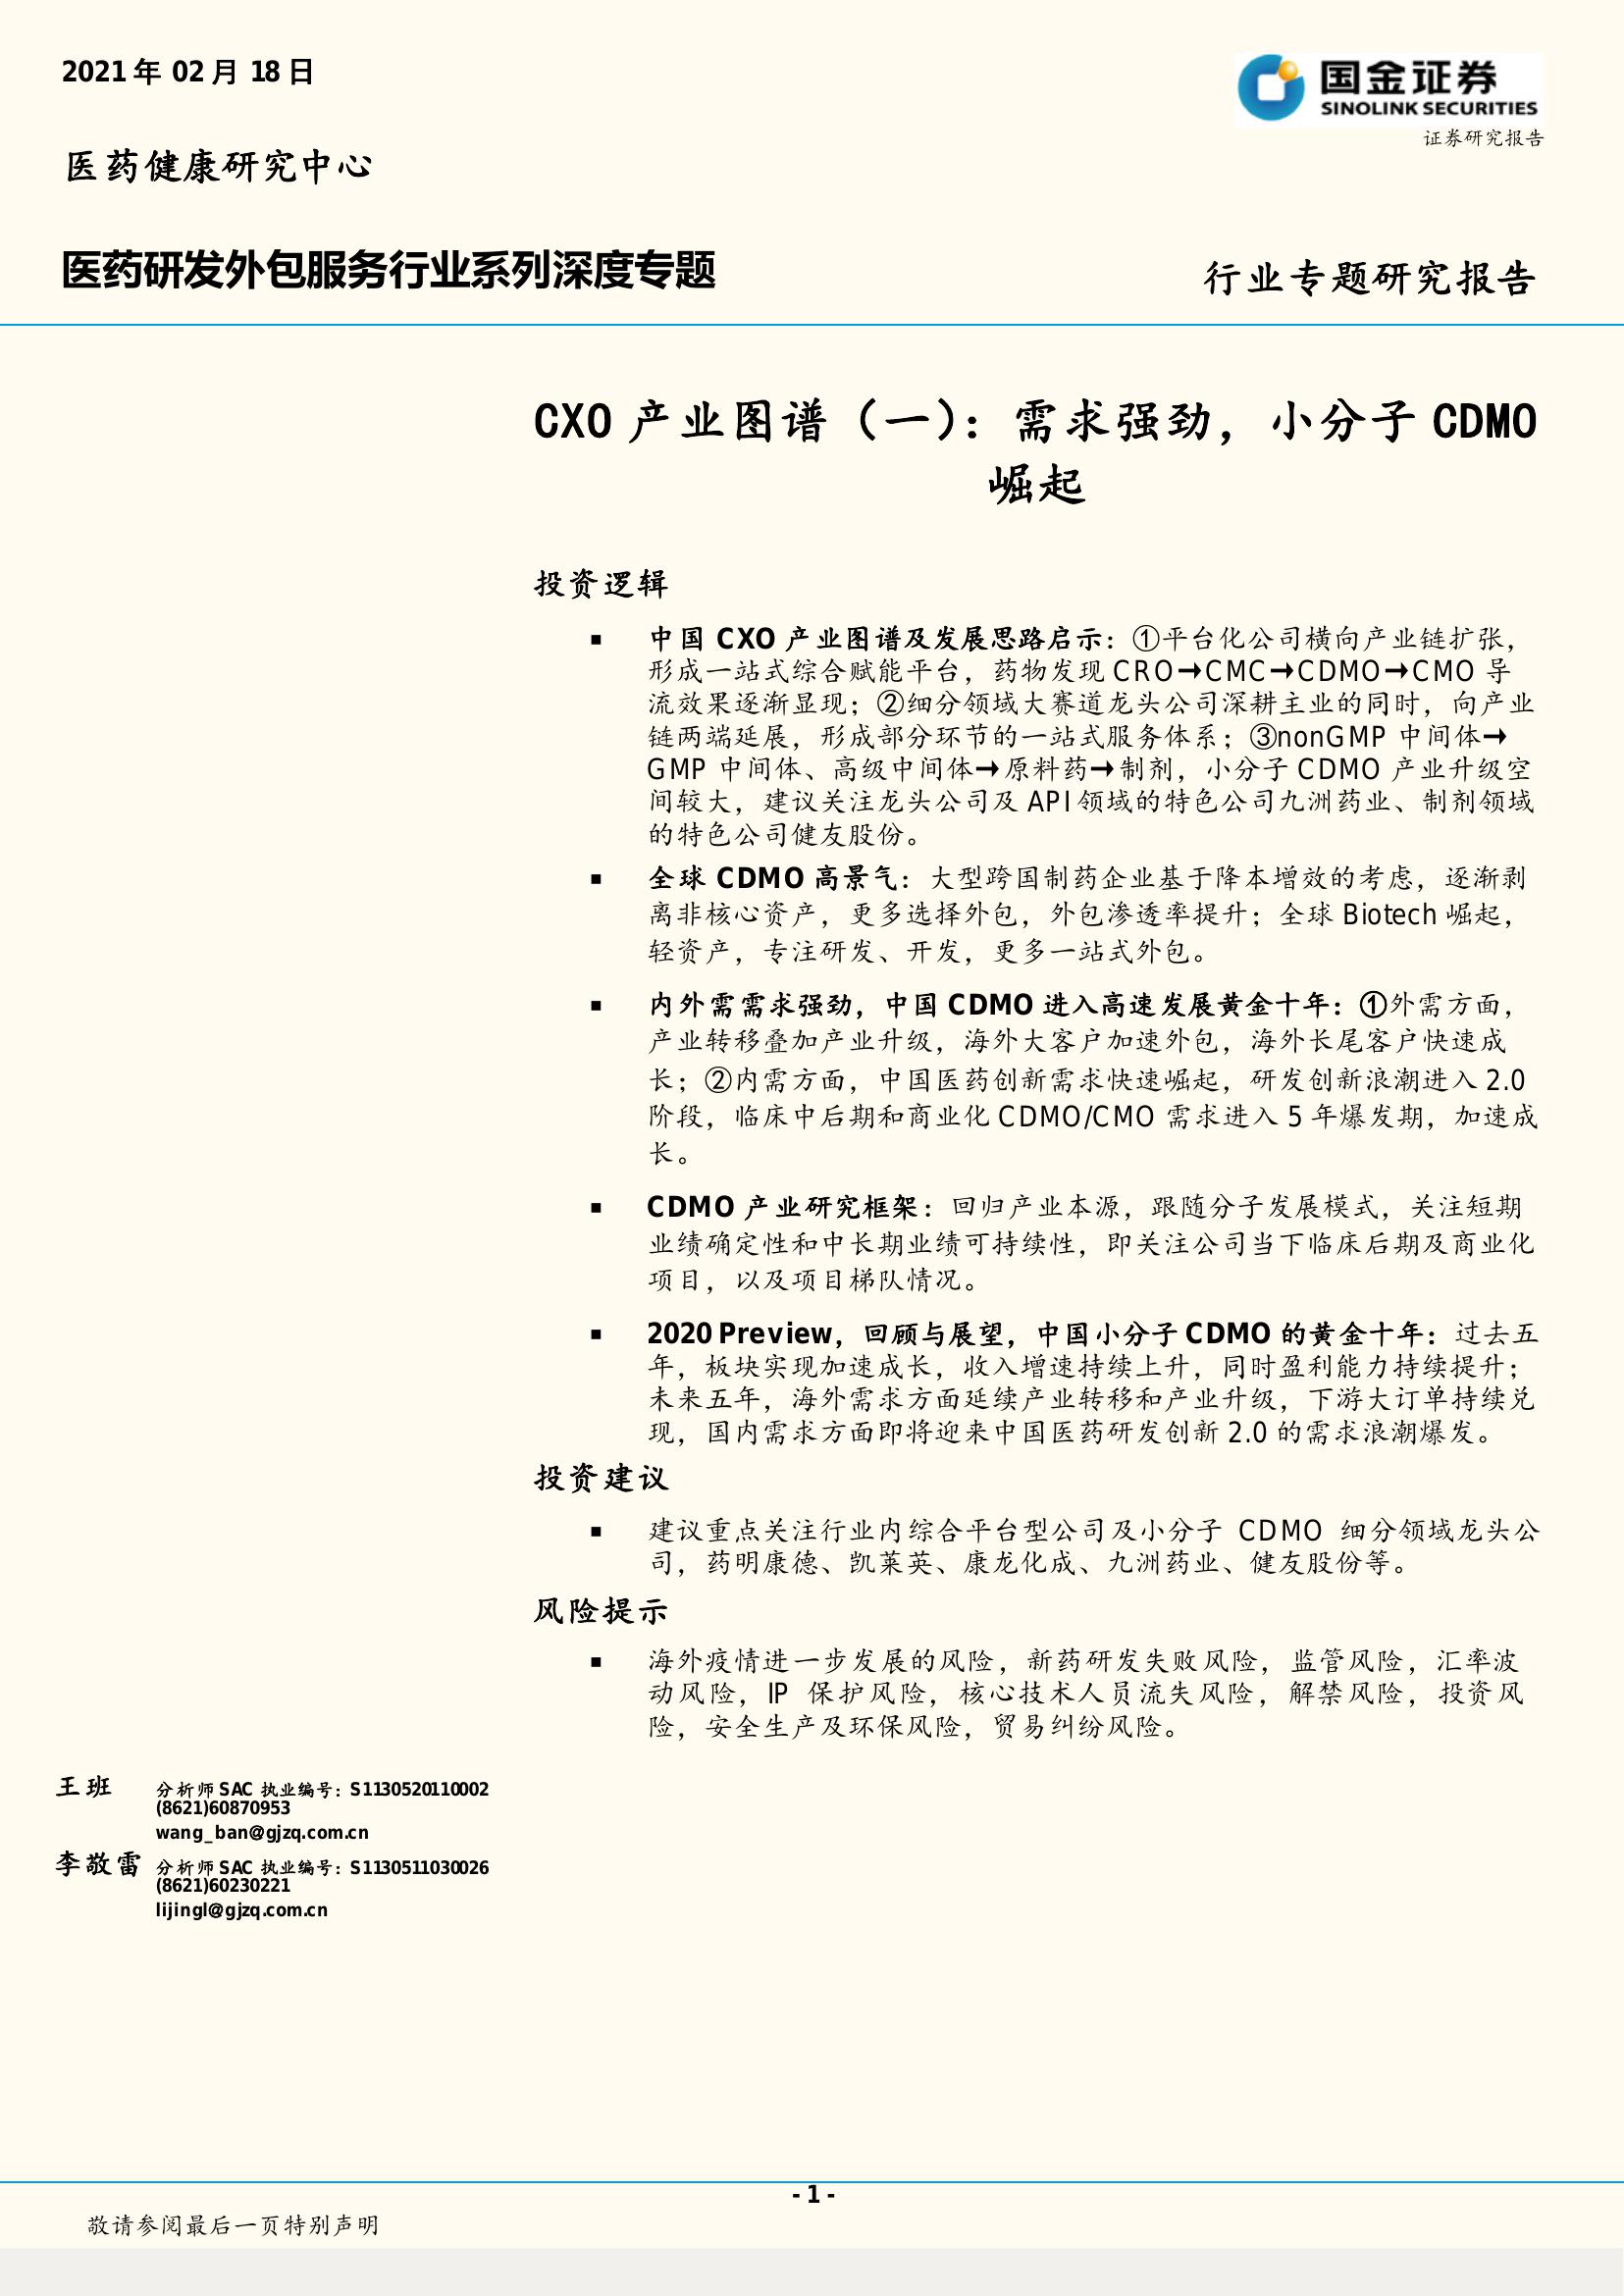 2021 年 02 月 18 日
国金证券
SINOLINK SECURITIES
证券研究报告
医药健康研究中心
医药研发外包服务行业系列深度专题
行业专题研究报告
CXO 产业图谱（一）：需求强劲，小分子 CDMO
崛起
投资逻辑
■ 中国 CXO 产业图谱及发展思路启示：①平台化公司横向产业链扩张，
形成一站式综合赋能平台，药物发现 CRO→CMC→CDMO→CMO 导
流效果逐渐显现；②细分领域大赛道龙头公司深耕主业的同时，向产业
链两端延展，形成部分环节的一站式服务体系；③nonGMP 中间体→
GMP 中间体、高级中间体→原料药→制剂，小分子 CDMO 产业升级空
间较大，建议关注龙头公司及 API 领域的特色公司九洲药业、制剂领域
的特色公司健友股份。
■ 全球 CDMO 高景气：大型跨国制药企业基于降本增效的考虑，逐渐剥
离非核心资产，更多选择外包，外包渗透率提升；全球 Biotech 崛起，
轻资产，专注研发、开发，更多一站式外包。
■ 内外需需求强劲，中国 CDMO 进入高速发展黄金十年：①外需方面，
产业转移叠加产业升级，海外大客户加速外包，海外长尾客户快速成
长；②内需方面，中国医药创新需求快速崛起，研发创新浪潮进入 2.0
阶段，临床中后期和商业化 CDMO/CMO 需求进入 5 年爆发期，加速成
长。
■ CDMO 产业研究框架：回归产业本源，跟随分子发展模式，关注短期
业绩确定性和中长期业绩可持续性，即关注公司当下临床后期及商业化
项目，以及项目梯队情况。
■ 2020 Preview，回顾与展望，中国小分子 CDMO 的黄金十年：过去五
年，板块实现加速成长，收入增速持续上升，同时盈利能力持续提升；
未来五年，海外需求方面延续产业转移和产业升级，下游大订单持续兑
现，国内需求方面即将迎来中国医药研发创新 2.0 的需求浪潮爆发。
投资建议
■ 建议重点关注行业内综合平台型公司及小分子 CDMO 细分领域龙头公
司，药明康德、凯莱英、康龙化成、九洲药业、健友股份等。
风险提示
■ 海外疫情进一步发展的风险，新药研发失败风险，监管风险，汇率波
动风险，IP 保护风险，核心技术人员流失风险，解禁风险，投资风
险，安全生产及环保风险，贸易纠纷风险。
王班 分析师 SAC 执业编号：S1130520110002
(8621)60870953
wang_ban@gjzq.com.cn
李敬雷 分析师 SAC 执业编号：S1130511030026
(8621)60230221
lijingl@gjzq.com.cn
- 1 -
敬请参阅最后一页特别声明